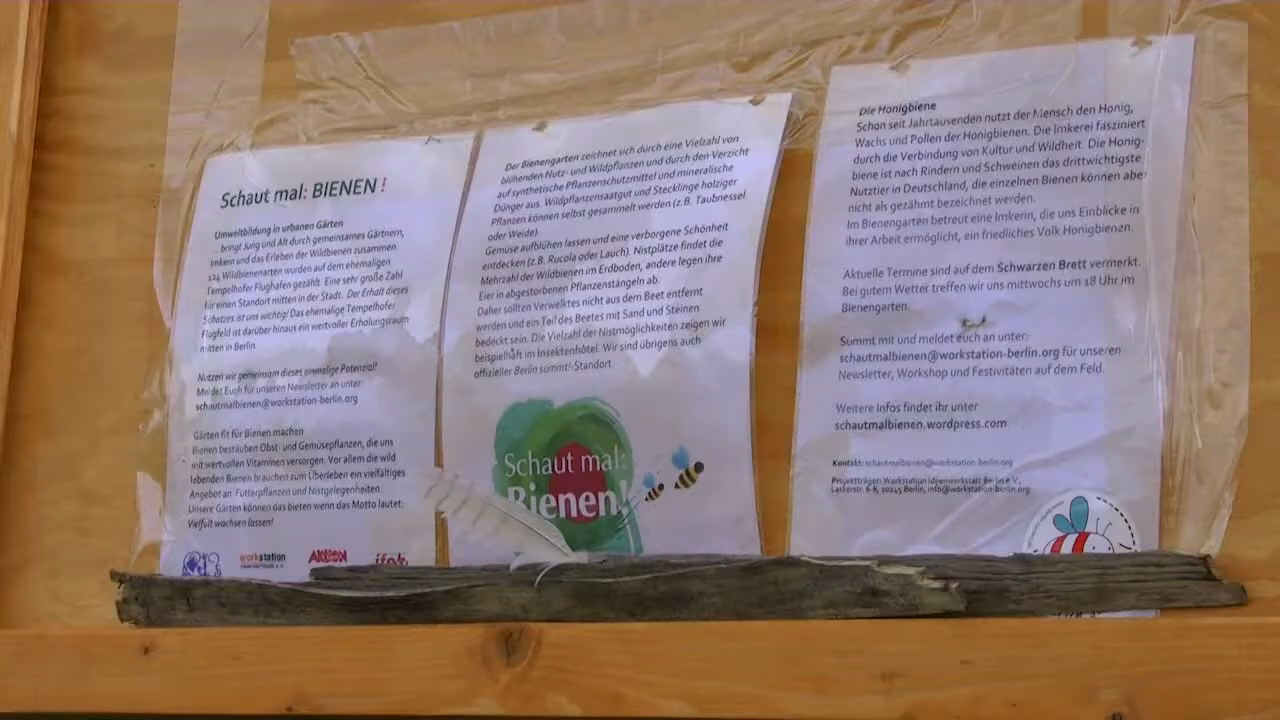 Schaut mal: BIENEN !
Umweltbildung in urbanen Gärten
... bringt Jung und Alt durch gemeinsames Gärtnern,
Imkern und das Erleben der Wildbienen zusammen.
124 Wildbienenarten wurden auf dem ehemaligen
Tempelhofer Flughafen gezählt. Eine sehr große Zahl
für einen Standort mitten in der Stadt. Der Erhalt dieses
Schatzes ist uns wichtig! Das ehemalige Tempelhofer
Flugfeld ist darüber hinaus ein wertvoller Erholungsraum
mitten in Berlin.
Nutzen wir gemeinsam dieses einmalige Potenzial!
Meldet Euch für unseren Newsletter an unter
schautmalbienen@workstation-berlin.org
Gärten fit für Bienen machen
Bienen bestäuben Obst- und Gemüsepflanzen, die uns
mit wertvollen Vitaminen versorgen. Vor allem die wild
lebenden Bienen brauchen zum Überleben ein vielfältiges
Angebot an Futterpflanzen und Nistgelegenheiten.
Unsere Gärten können das bieten wenn das Motto lautet:
Vielfalt wachsen lassen!
workstation
AKTION
Der Bienengarten zeichnet sich durch eine Vielzahl von
blühenden Nutz- und Wildpflanzen und durch den Verzicht
auf synthetische Pflanzenschutzmittel und mineralische
Dünger aus. Wildpflanzensaatgut und Stecklinge holziger
Pflanzen können selbst gesammelt werden (z.B. Taubnessel
oder Weide).
Gemüse aufblühen lassen und eine verborgene Schönheit
entdecken (z.B. Rucola oder Lauch). Nistplätze findet die
Mehrzahl der Wildbienen im Erdboden, andere legen ihre
Eier in abgestorbenen Pflanzenstängeln ab.
Daher sollten Verwelktes nicht aus dem Beet entfernt
werden und ein Teil des Beetes mit Sand und Steinen
bedeckt sein. Die Vielzahl der Nistmöglichkeiten zeigen wir
beispielhaft im Insektenhotel. Wir sind übrigens auch
offizieller Berlin summt!-Standort.
Schaut mal:
Bienen!
Die Honigbiene
Schon seit Jahrtausenden nutzt der Mensch den Honig,
Wachs und Pollen der Honigbienen. Die Imkerei fasziniert
durch die Verbindung von Kultur und Wildheit. Die Honig-
biene ist nach Rindern und Schweinen das drittwichtigste
Nutztier in Deutschland, die einzelnen Bienen können aber
nicht als gezähmt bezeichnet werden.
Im Bienengarten betreut eine Imkerin, die uns Einblicke in
ihrer Arbeit ermöglicht, ein friedliches Volk Honigbienen.
Aktuelle Termine sind auf dem Schwarzen Brett vermerkt.
Bei gutem Wetter treffen wir uns mittwochs um 18 Uhr im
Bienengarten.
Summt mit und meldet euch an unter:
schautmalbienen@workstation-berlin.org für unseren
Newsletter, Workshop und Festivitäten auf dem Feld.
Weitere Infos findet ihr unter
schautmalbienen.wordpress.com
Kontakt: schautmalbienen@workstation-berlin.org
Projektträger: Workstation Ideenwerkstatt Berlin e.V.,
Laskerstr. 6-8, 10245 Berlin, info@workstation-berlin.org